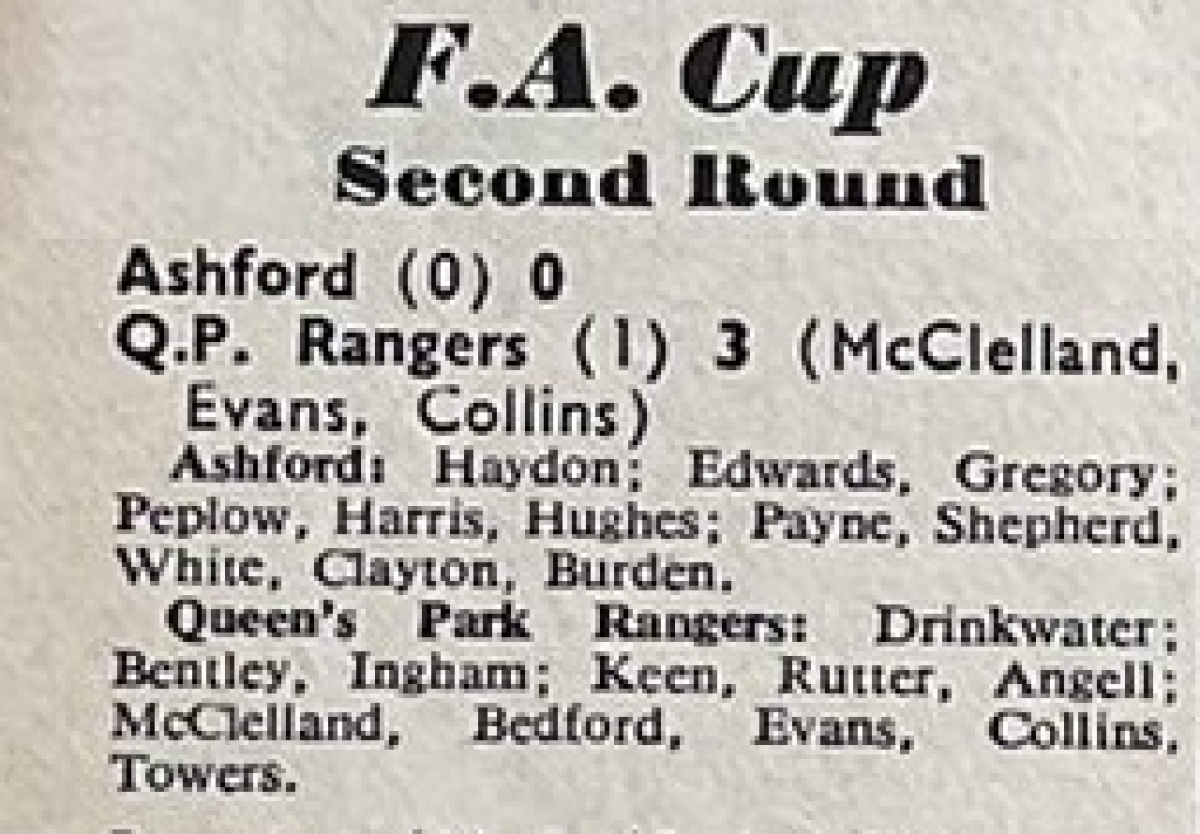 F.A. Cup
Second Round
Ashford (0) 0
Q.P. Rangers (1) 3 (McClelland,
Evans, Collins)
Ashford: Haydon; Edwards, Gregory;
Peplow, Harris, Hughes; Payne, Shepherd,
White, Clayton, Burden.
Queen's Park Rangers: Drinkwater;
Bentley, Ingham; Keen, Rutter, Angell;
McClelland, Bedford, Evans, Collins,
Towers.